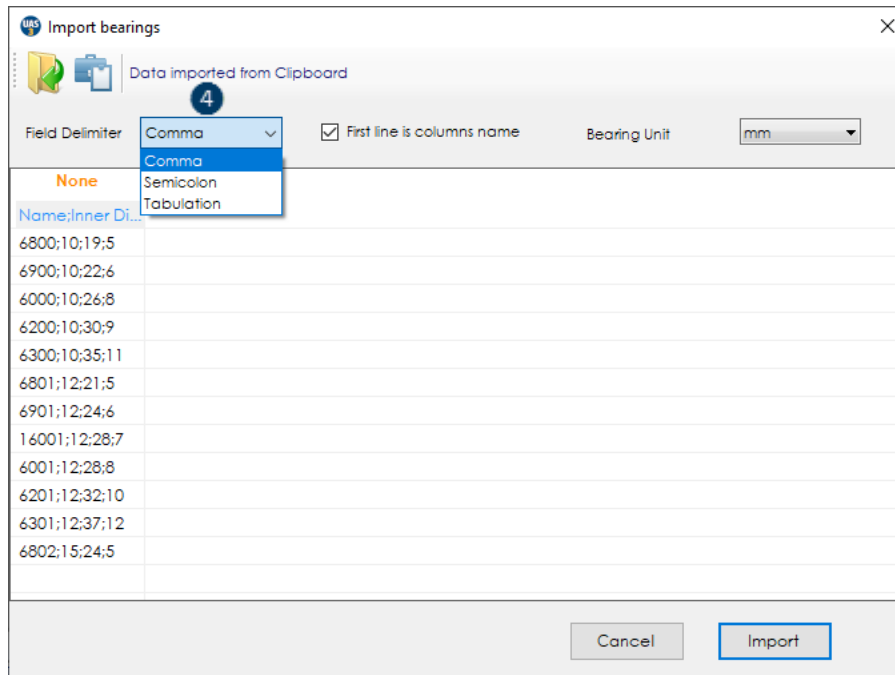 UAS
3
Import bearings
Data imported from Clipboard
4
Field Delimiter Comma First line is columns name Bearing Unit mm
Comma
Semicolon
Tabulation
None
Name;Inner Di...
6800;10;19;5
6900;10;22;6
6000;10;26;8
6200;10;30;9
6300;10;35;11
6801;12;21;5
6901;12;24;6
16001;12;28;7
6001;12;28;8
6201;12;32;10
6301;12;37;12
6802;15;24;5
Cancel Import